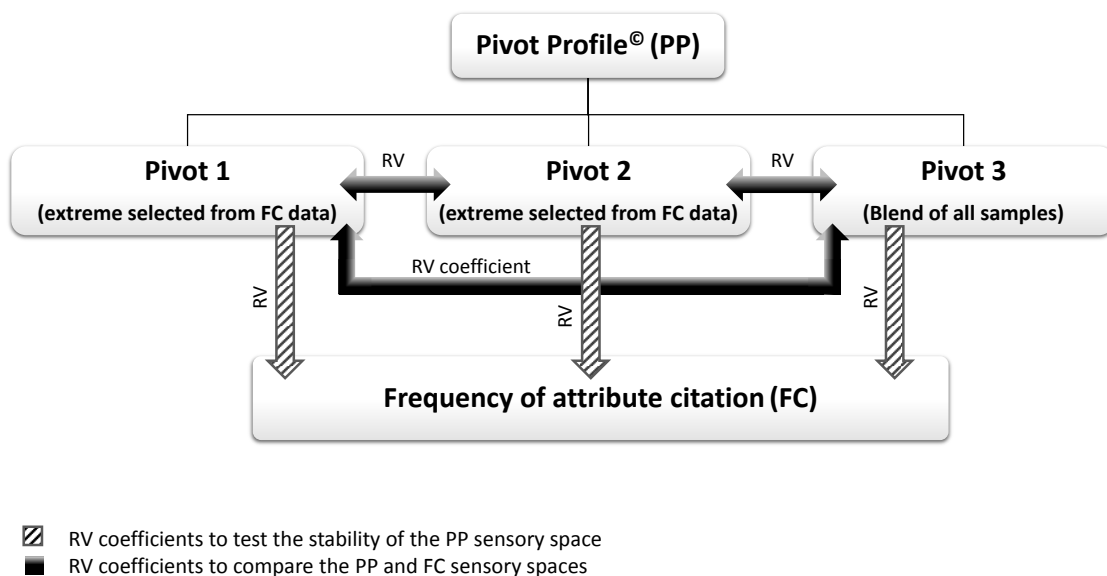 Pivot Profile© (PP)
RV
RV
Pivot 1
Pivot 2
Pivot 3
(extreme selected from FC data)
(extreme selected from FC data)
(Blend of all samples)
RV coefficient
RV
RV
RV
Frequency of attribute citation (FC)
RV coefficients to test the stability of the PP sensory space
RV coefficients to compare the PP and FC sensory spaces